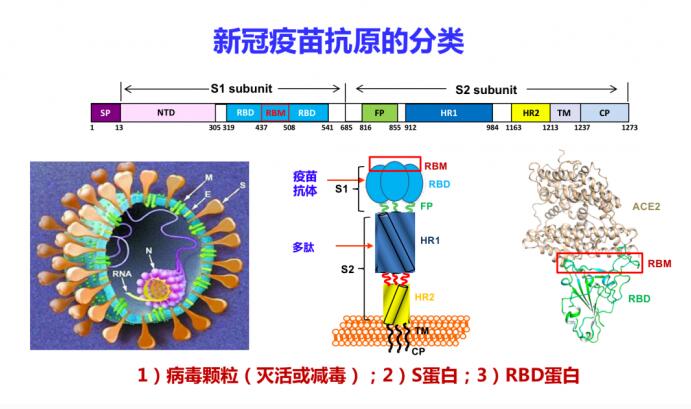 新冠疫苗抗原的分类
S1 subunit S2 subunit
SP NTD RBD RBM RBD FP HR1 HR2 TM CP
1 13 305 319 437 508 541 685 816 855 912 984 1163 1213 1237 1273
M
E
S
N
RNA
疫苗
抗体
多肽
S1
S2
RBM
RBD
FP
HR1
HR2
TM
CP
ACE2
RBM
RBD
1）病毒颗粒（灭活或减毒）；2）S蛋白；3）RBD蛋白